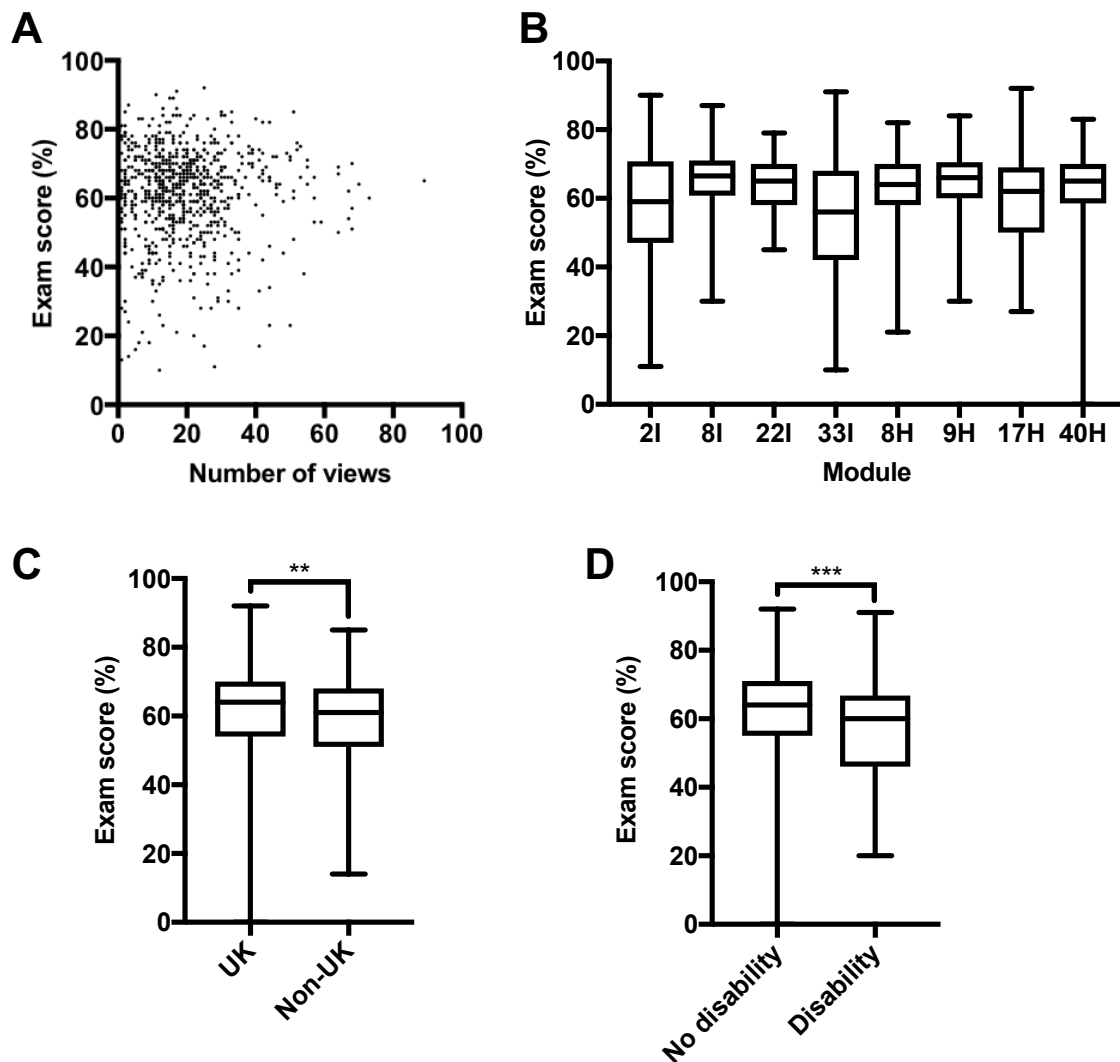 A
100
80
60
40
20
0
Exam score (%)
0 20 40 60 80 100
Number of views
B
100
80
60
40
20
0
Exam score (%)
2I 8I 22I 33I 8H 9H 17H 40H
Module
C
100
80
60
40
20
0
Exam score (%)
**
UK
Non-UK
D
100
80
60
40
20
0
Exam score (%)
***
No disability
Disability